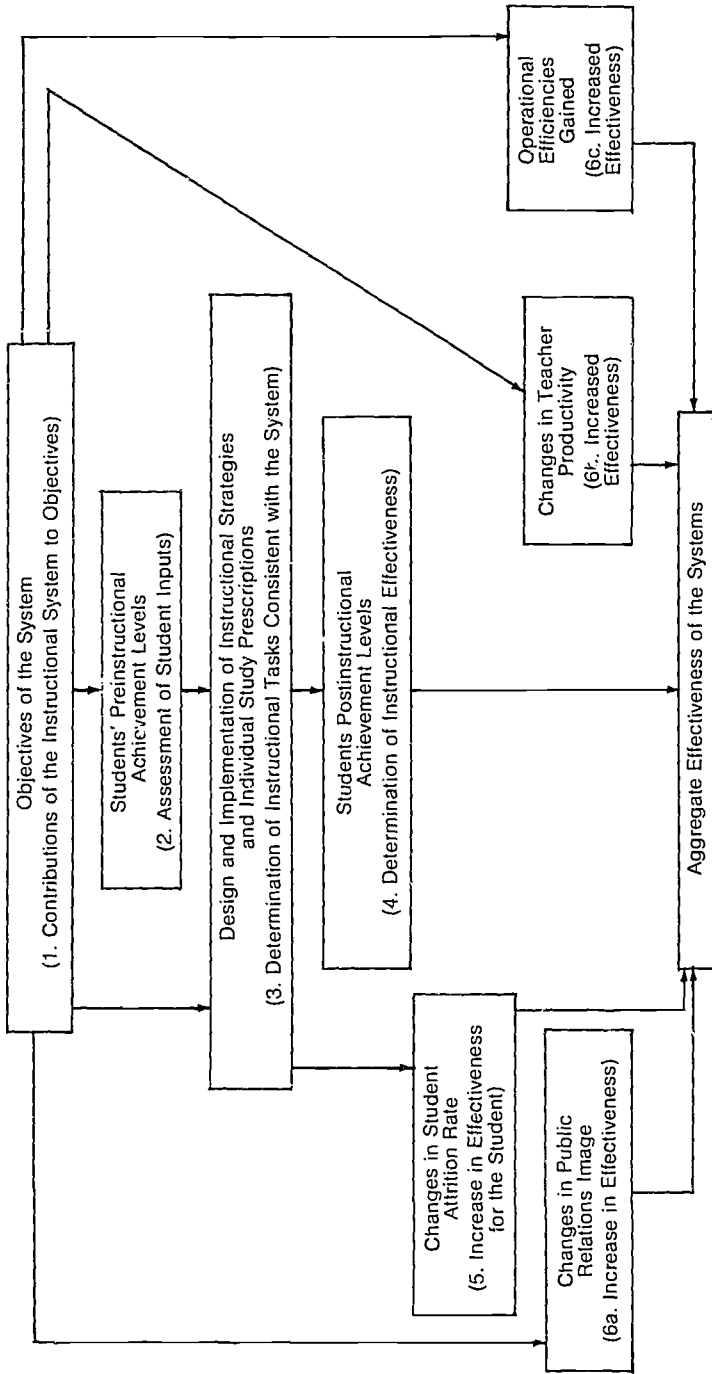 Objectives of the System
(1. Contributions of the Instructional System to Objectives)
Students' Preinstructional
Achievement Levels
(2. Assessment of Student Inputs)
Design and Implementation of Instructional Strategies
and Individual Study Prescriptions
(3. Determination of Instructional Tasks Consistent with the System)
Students Postinstructional
Achievement Levels
(4. Determination of Instructional Effectiveness)
Changes in Student
Attrition Rate
(5. Increase in Effectiveness
for the Student)
Changes in Public
Relations Image
(6a. Increase in Effectiveness)
Changes in Teacher
Productivity
Increased
Effectiveness)
Operational
Efficiencies
Gained
(6c. Increased
Effectiveness)
Aggregate Effectiveness of the Systems